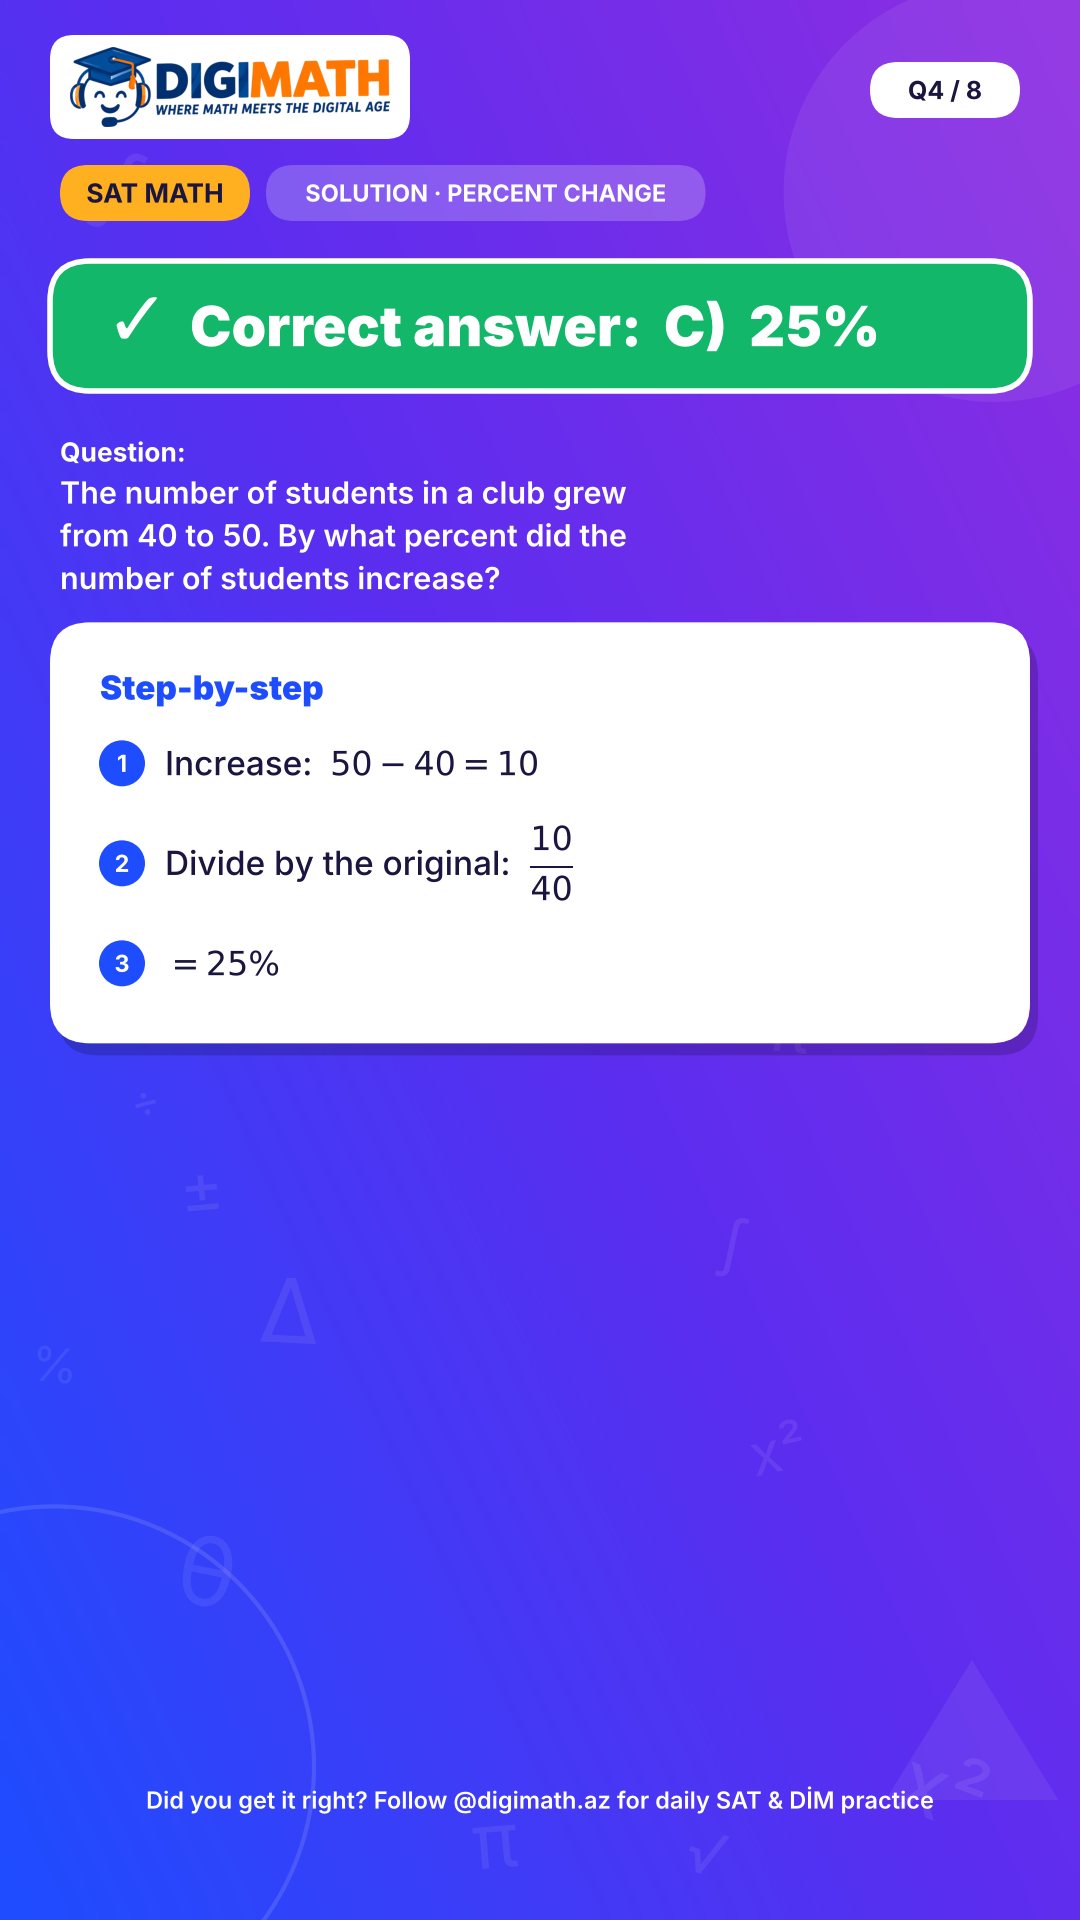 DIGIMATH
WHERE MATH MEETS THE DIGITAL AGE
Q4 / 8
SAT MATH
SOLUTION · PERCENT CHANGE
✓ Correct answer: C) 25%
Question:
The number of students in a club grew
from 40 to 50. By what percent did the
number of students increase?
Step-by-step
1 Increase: 50 − 40 = 10
2 Divide by the original: 10/40
3 = 25%
÷
±
∫
Δ
%
x²
θ
x²
Did you get it right? Follow @digimath.az for daily SAT & DİM practice
π
✓